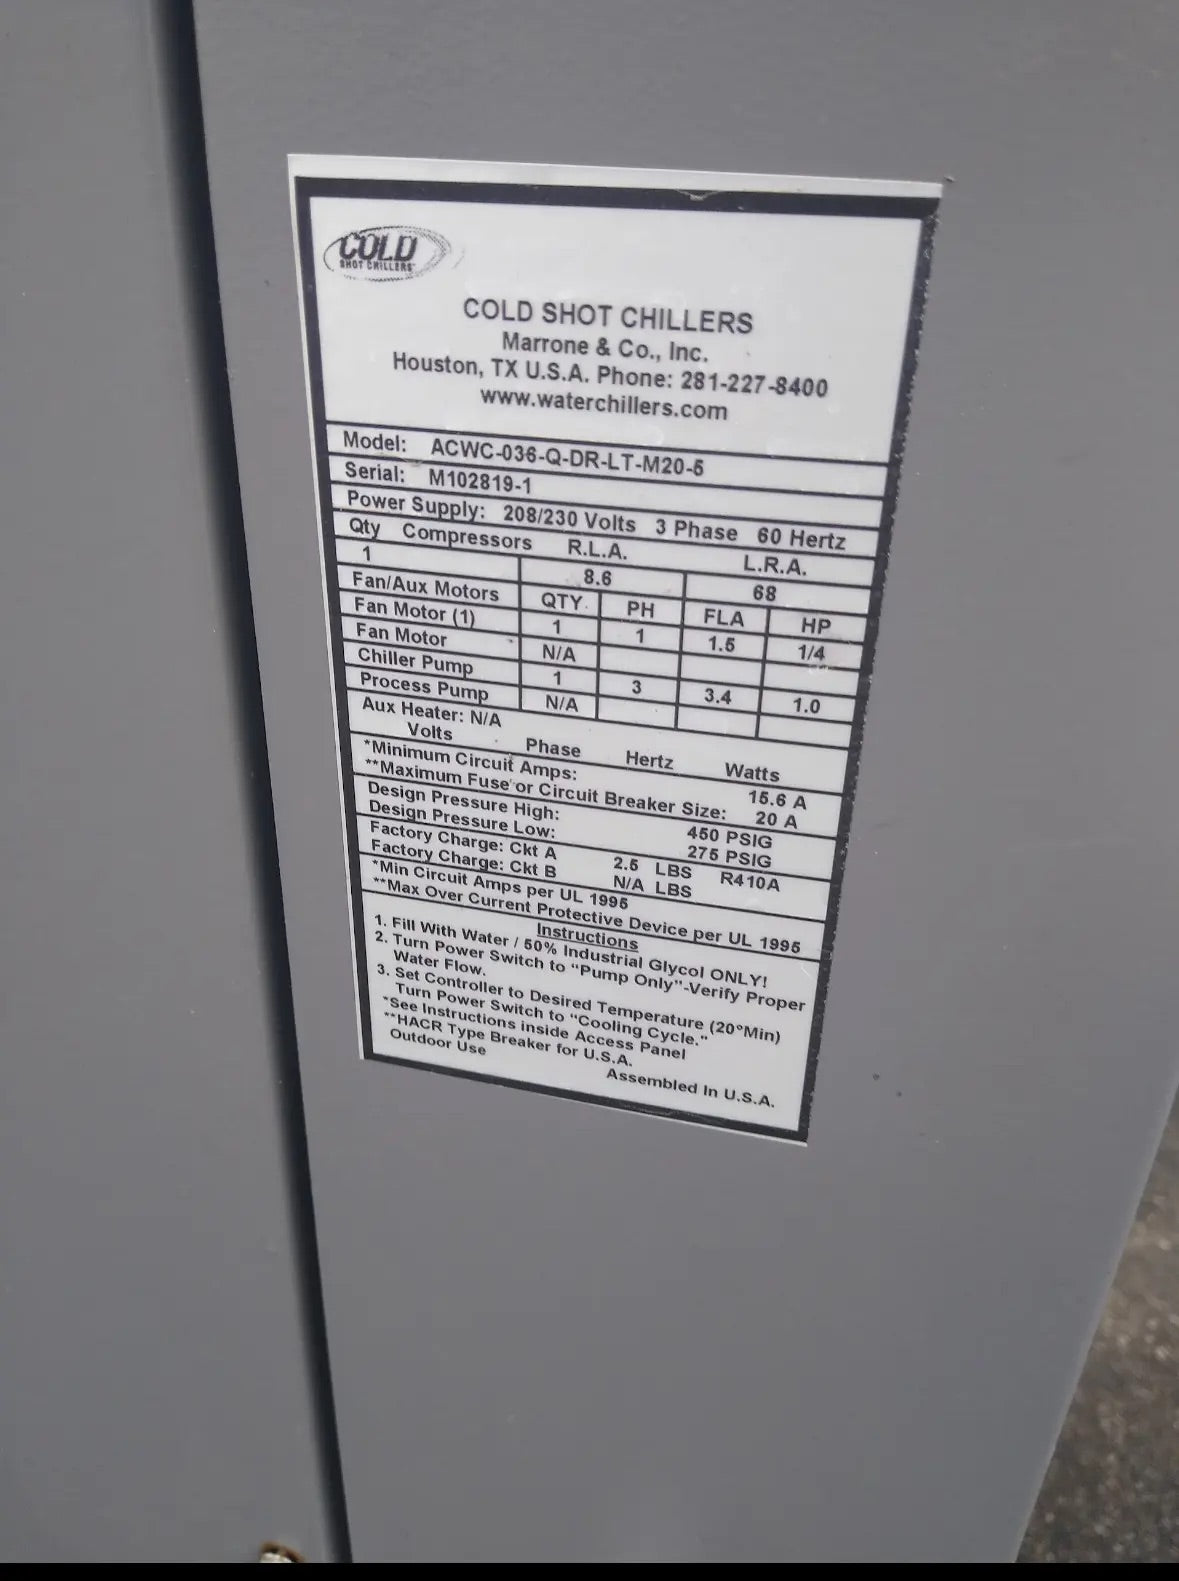 COLD
SHOT CHILLERS
COLD SHOT CHILLERS
Marrone & Co., Inc.
Houston, TX U.S.A. Phone: 281-227-8400
www.waterchillers.com
Model: ACWC-036-Q-DR-LT-M20-5
Serial: M102819-1
Power Supply: 208/230 Volts 3 Phase 60 Hertz
Qty Compressors R.L.A. L.R.A.
1 8.6 68
Fan/Aux Motors QTY. PH FLA HP
Fan Motor (1) 1 1 1.5 1/4
Fan Motor N/A
Chiller Pump 1 3 3.4 1.0
Process Pump N/A
Aux Heater: N/A
Volts Phase Hertz Watts
*Minimum Circuit Amps: 15.6 A
**Maximum Fuse or Circuit Breaker Size: 20 A
Design Pressure High: 450 PSIG
Design Pressure Low: 275 PSIG
Factory Charge: Ckt A 2.5 LBS R410A
Factory Charge: Ckt B N/A LBS
*Min Circuit Amps per UL 1995
**Max Over Current Protective Device per UL 1995
Instructions
1. Fill With Water / 50% Industrial Glycol ONLY!
2. Turn Power Switch to "Pump Only"-Verify Proper
Water Flow.
3. Set Controller to Desired Temperature (20°Min)
Turn Power Switch to "Cooling Cycle."
*See Instructions inside Access Panel
**HACR Type Breaker for U.S.A.
Outdoor Use
Assembled In U.S.A.